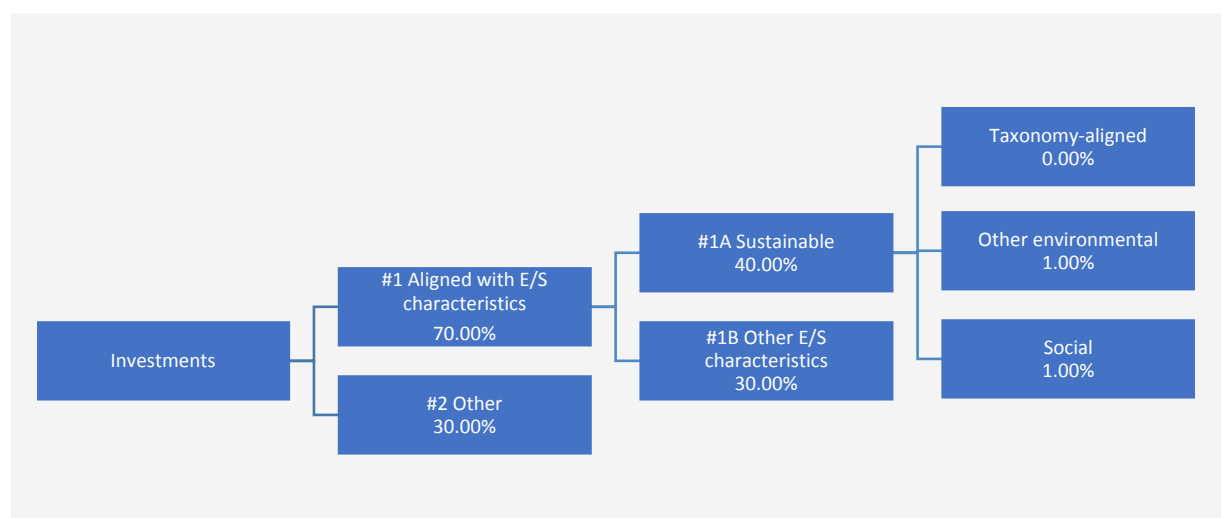 Investments
#1 Aligned with E/S
characteristics
70.00%
#2 Other
30.00%
#1A Sustainable
40.00%
#1B Other E/S
characteristics
30.00%
Taxonomy-aligned
0.00%
Other environmental
1.00%
Social
1.00%